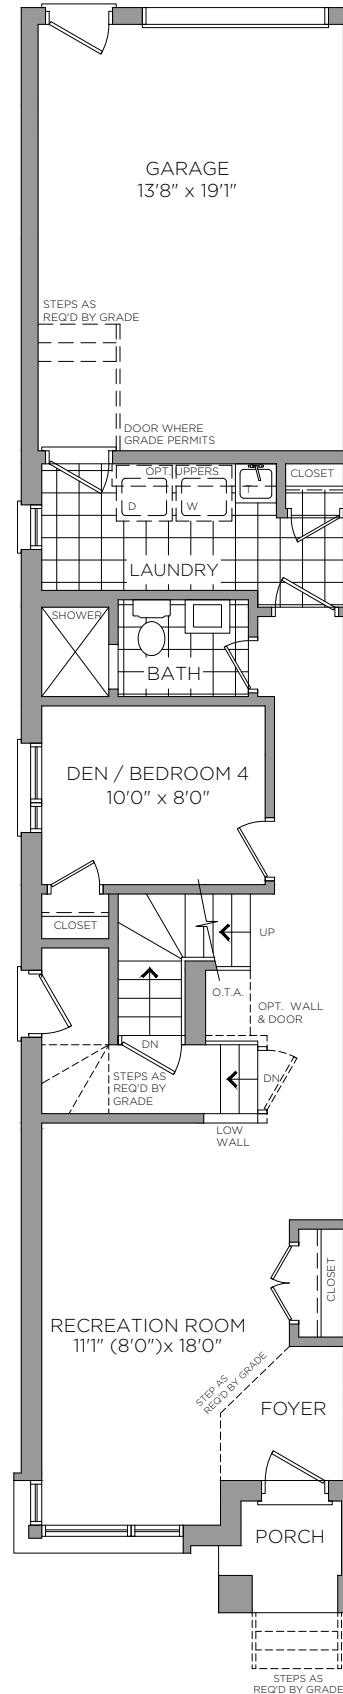 GARAGE
13'8" x 19'1"
STEPS AS
REQ'D BY GRADE
DOOR WHERE
GRADE PERMITS
OPT. UPPERS
CLOSET
D
W
LAUNDRY
SHOWER
BATH
DEN / BEDROOM 4
10'0" x 8'0"
CLOSET
UP
O.T.A.
OPT. WALL
& DOOR
DN
STEPS AS
REQ'D BY
GRADE
DN
LOW
WALL
CLOSET
RECREATION ROOM
11'1" (8'0")x 18'0"
STEP AS
REQ'D BY GRADE
FOYER
PORCH
STEPS AS
REQ'D BY GRADE